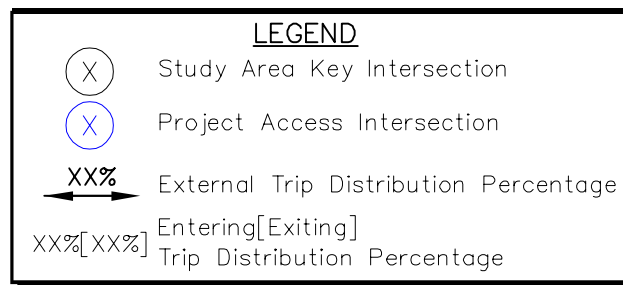 LEGEND
X Study Area Key Intersection
X Project Access Intersection
XX% External Trip Distribution Percentage
XX%[XX%] Entering[Exiting]
Trip Distribution Percentage